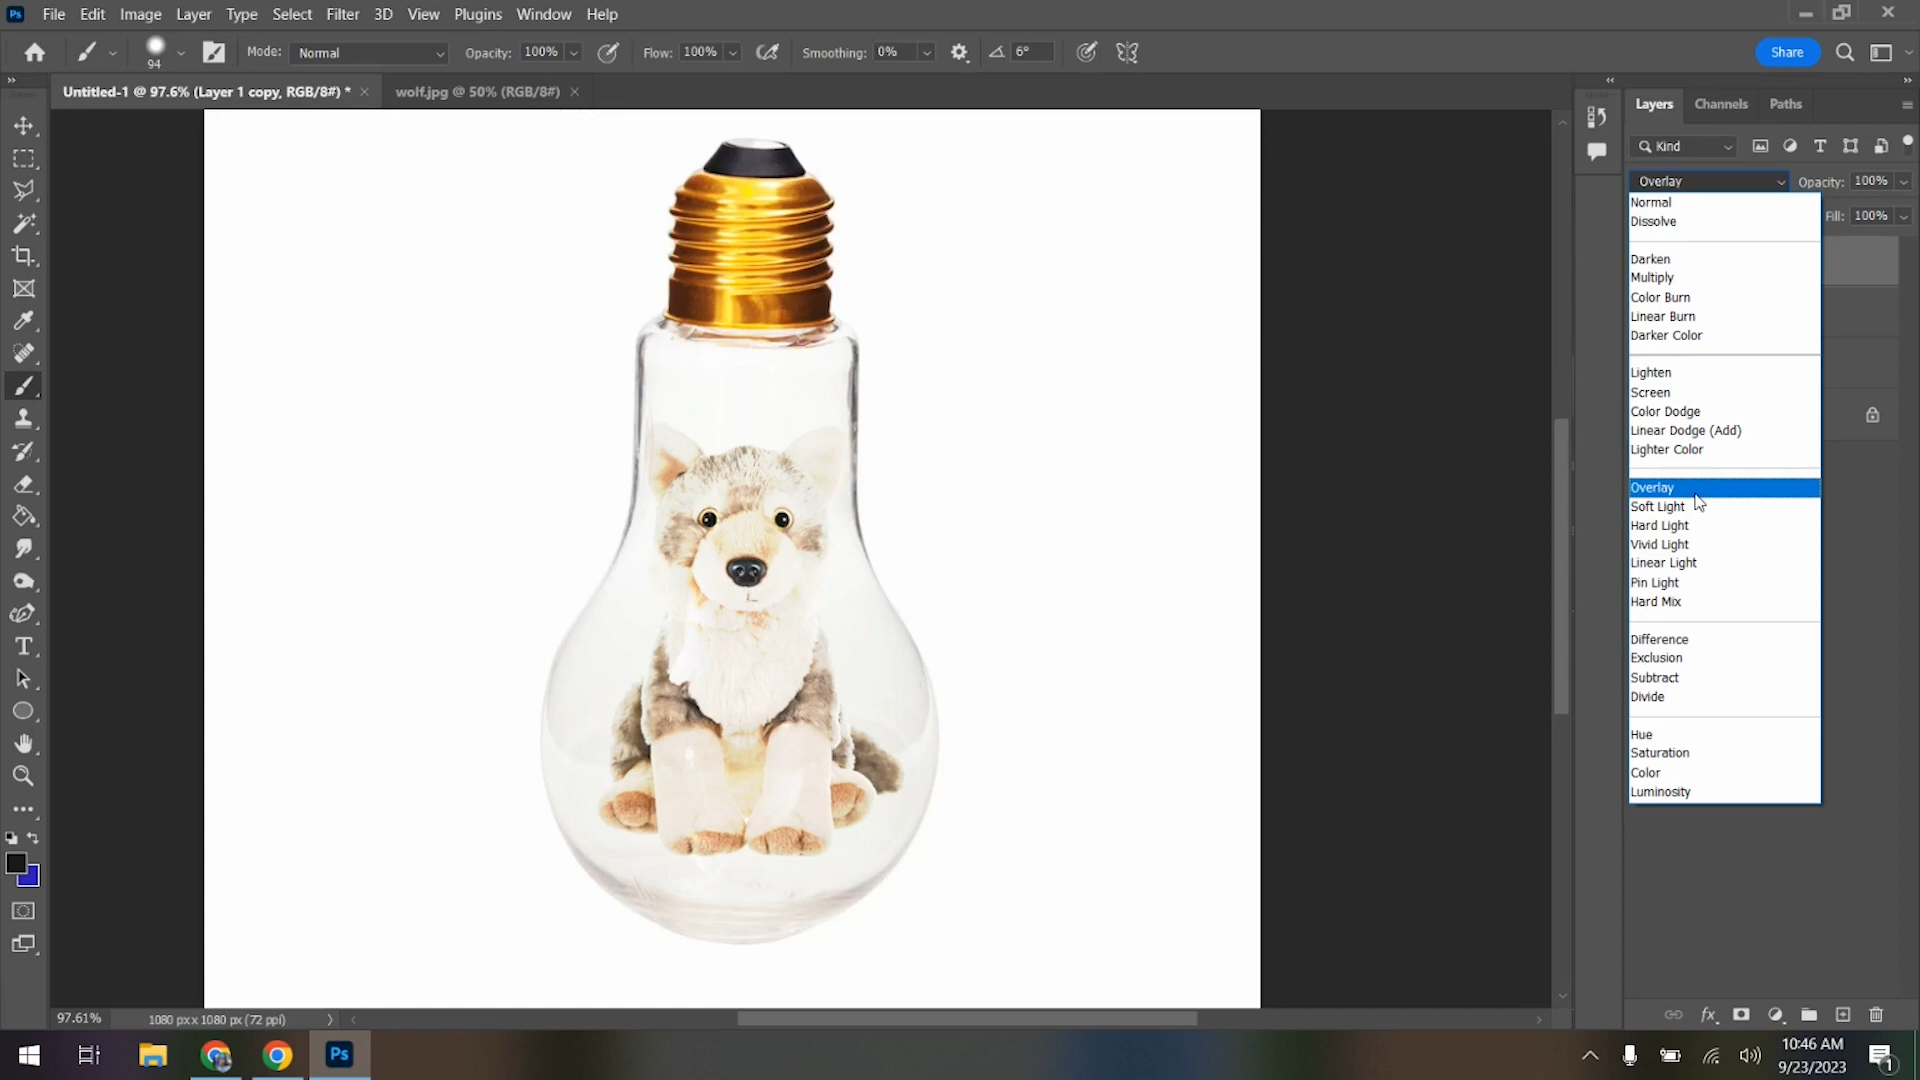 Ps File Edit Image Layer Type Select Filter 3D View Plugins Window Help
94 Mode: Normal Opacity: 100% Flow: 100% Smoothing: 0% 6° Share
Untitled-1 @ 97.6% (Layer 1 copy, RGB/8#) * wolf.jpg @ 50% (RGB/8#)
Layers Channels Paths
Kind
Overlay Opacity: 100%
Normal
Fill: 100%
Dissolve
Darken
Multiply
Color Burn
Linear Burn
Darker Color
Lighten
Screen
Color Dodge
Linear Dodge (Add)
Lighter Color
Overlay
Soft Light
Hard Light
Vivid Light
Linear Light
Pin Light
Hard Mix
Difference
Exclusion
Subtract
Divide
Hue
Saturation
Color
Luminosity
97.61% 1080 px x 1080 px (72 ppi)
fx
Ps
10:46 AM
9/23/2023
1